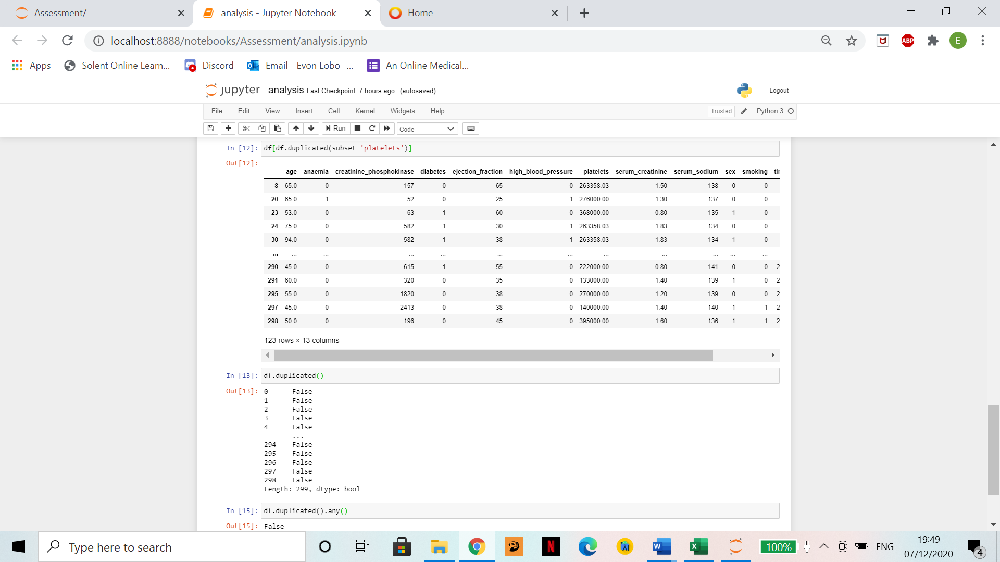 Assessment/
analysis - Jupyter Notebook
Home
localhost:8888/notebooks/Assessment/analysis.ipynb
ABP
E
Apps
Solent Online Learn...
Discord
Email - Evon Lobo -...
An Online Medical...
jupyter analysis Last Checkpoint: 7 hours ago (autosaved)
Logout
File Edit View Insert Cell Kernel Widgets Help
Trusted Python 3
Run Code
In [12]: df[df.duplicated(subset='platelets')]
Out[12]:
age anaemia creatinine_phosphokinase diabetes ejection_fraction high_blood_pressure platelets serum_creatinine serum_sodium sex smoking
8 65.0 0 157 0 65 0 263358.03 1.50 138 0 0
20 65.0 1 52 0 25 1 276000.00 1.30 137 0 0
23 53.0 0 63 1 60 0 368000.00 0.80 135 1 0
24 75.0 0 582 1 30 1 263358.03 1.83 134 0 0
30 94.0 0 582 1 38 1 263358.03 1.83 134 1 0
... ... ... ... ... ... ... ... ... ... ... ...
290 45.0 0 615 1 55 0 222000.00 0.80 141 0 0 2
291 60.0 0 320 0 35 0 133000.00 1.40 139 1 0 2
295 55.0 0 1820 0 38 0 270000.00 1.20 139 0 0 2
297 45.0 0 2413 0 38 0 140000.00 1.40 140 1 1 2
298 50.0 0 196 0 45 0 395000.00 1.60 136 1 1 2
123 rows × 13 columns
In [13]: df.duplicated()
Out[13]: 0 False
1 False
2 False
3 False
4 False
...
294 False
295 False
296 False
297 False
298 False
Length: 299, dtype: bool
In [15]: df.duplicated().any()
Out[15]: False
Type here to search
N
W
X
100%
ENG
19:49
07/12/2020
4